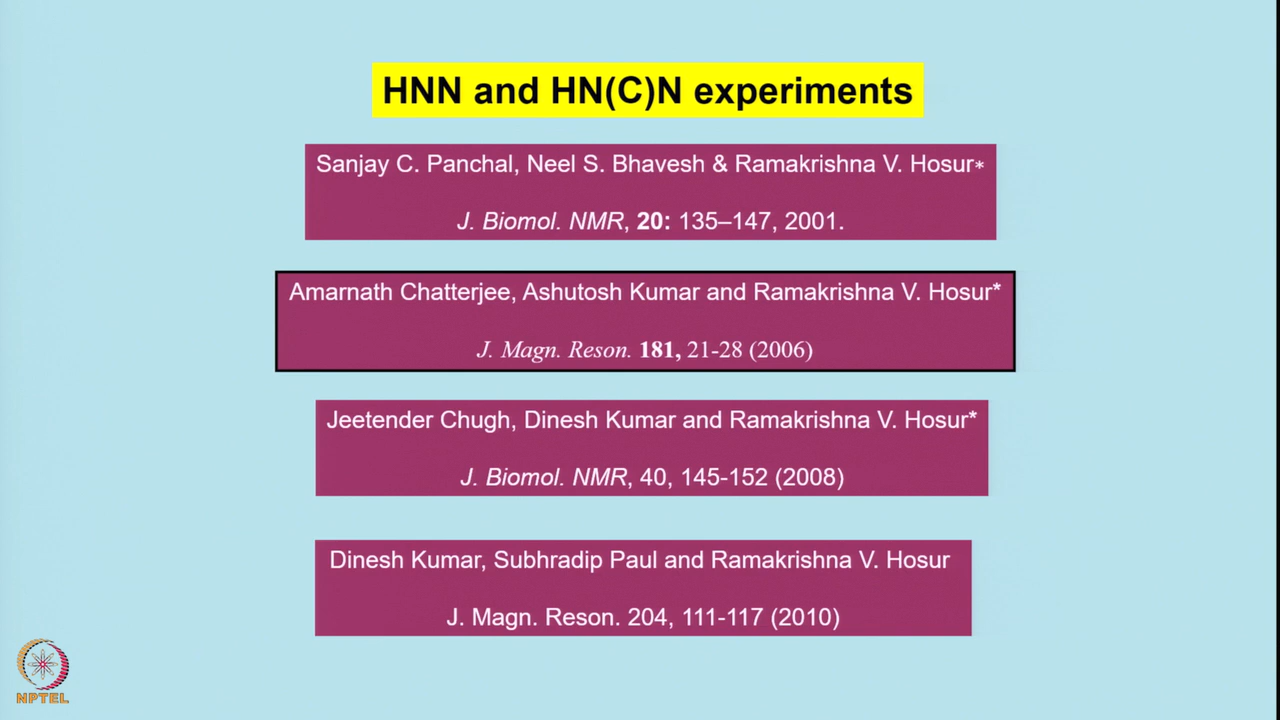 HNN and HN(C)N experiments
Sanjay C. Panchal, Neel S. Bhavesh & Ramakrishna V. Hosur*
J. Biomol. NMR, 20: 135–147, 2001.
Amarnath Chatterjee, Ashutosh Kumar and Ramakrishna V. Hosur*
J. Magn. Reson. 181, 21-28 (2006)
Jeetender Chugh, Dinesh Kumar and Ramakrishna V. Hosur*
J. Biomol. NMR, 40, 145-152 (2008)
Dinesh Kumar, Subhradip Paul and Ramakrishna V. Hosur
J. Magn. Reson. 204, 111-117 (2010)
NPTEL